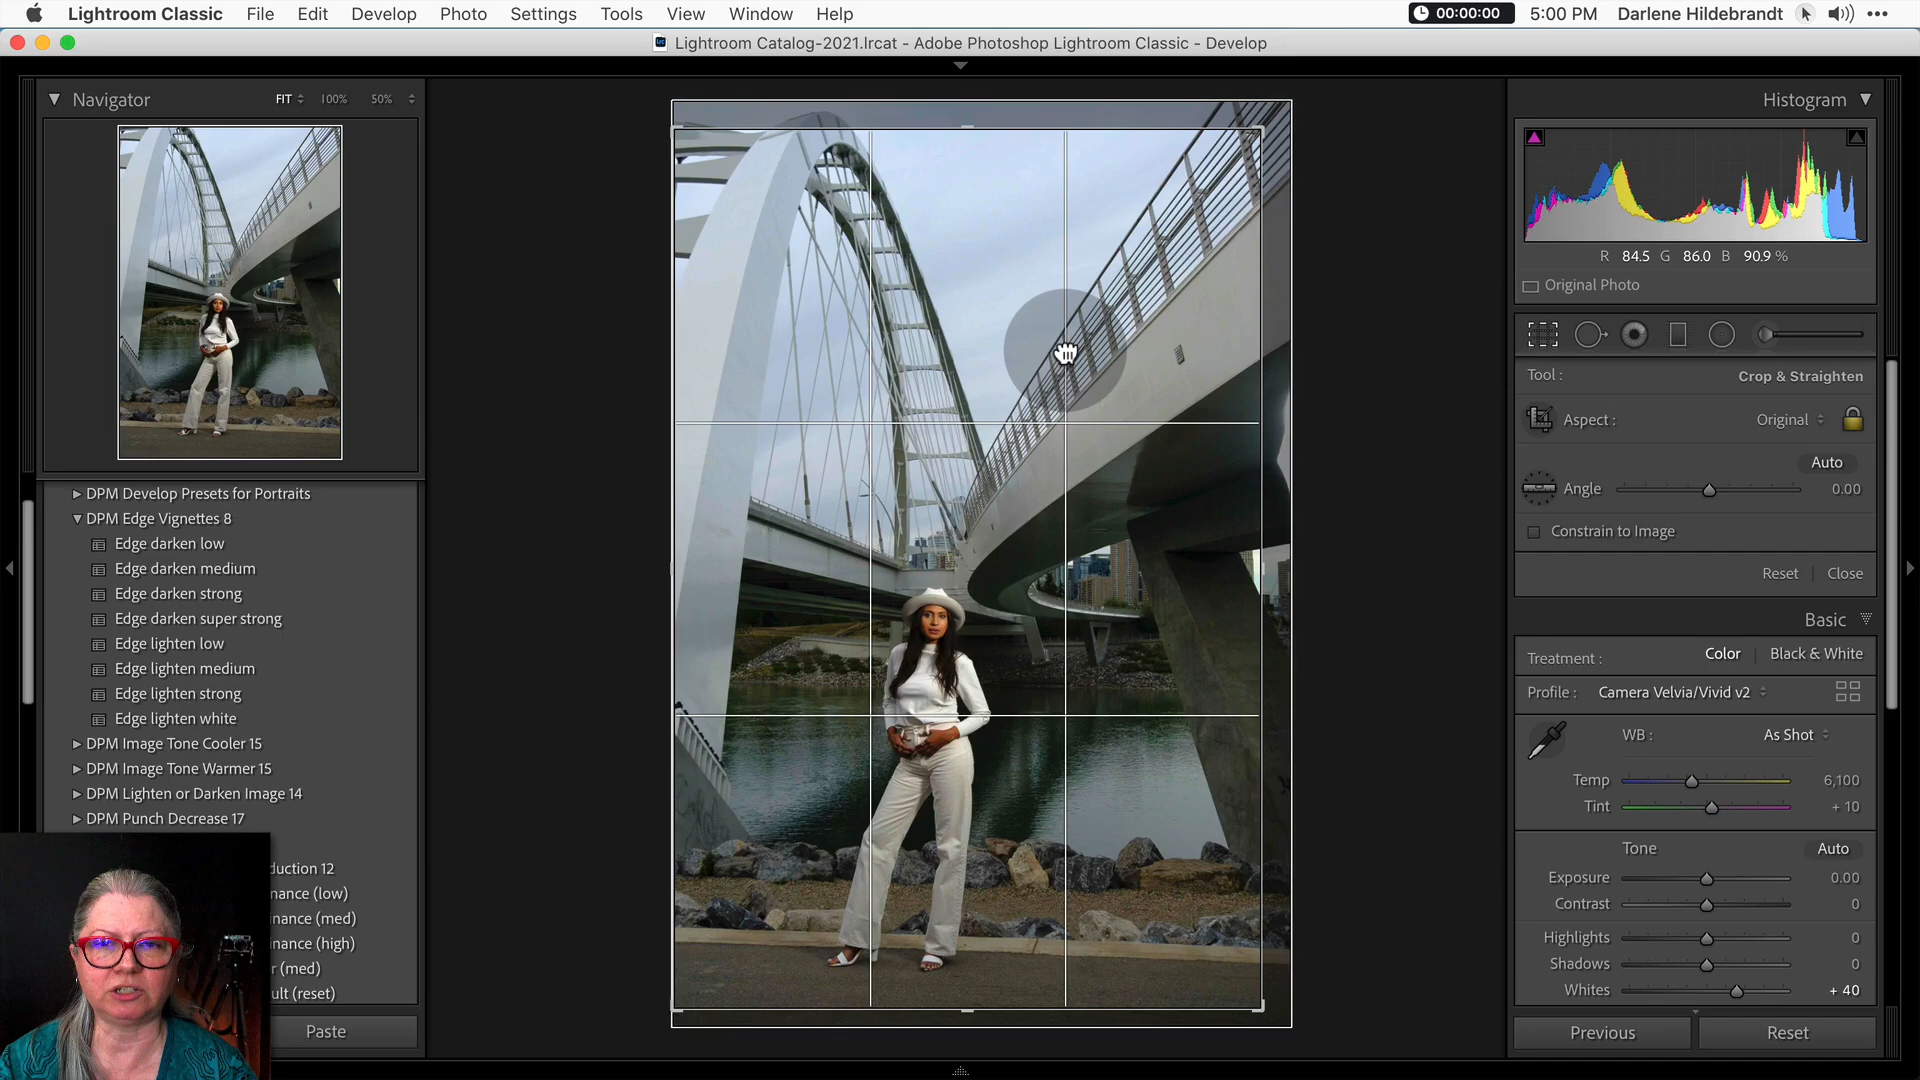 Lightroom Classic File Edit Develop Photo Settings Tools View Window Help 00:00:00 5:00 PM Darlene Hildebrandt
Lightroom Catalog-2021.lrcat - Adobe Photoshop Lightroom Classic - Develop
Navigator FIT 100% 50%
DPM Develop Presets for Portraits
DPM Edge Vignettes 8
Edge darken low
Edge darken medium
Edge darken strong
Edge darken super strong
Edge lighten low
Edge lighten medium
Edge lighten strong
Edge lighten white
DPM Image Tone Cooler 15
DPM Image Tone Warmer 15
DPM Lighten or Darken Image 14
DPM Punch Decrease 17
duction 12
nance (low)
inance (med)
inance (high)
r (med)
ult (reset)
Paste
Histogram
R 84.5 G 86.0 B 90.9 %
Original Photo
Tool : Crop & Straighten
Aspect : Original
Auto
Angle 0.00
Constrain to Image
Reset Close
Basic
Treatment : Color Black & White
Profile : Camera Velvia/Vivid v2
WB : As Shot
Temp 6,100
Tint + 10
Tone Auto
Exposure 0.00
Contrast 0
Highlights 0
Shadows 0
Whites + 40
Previous Reset